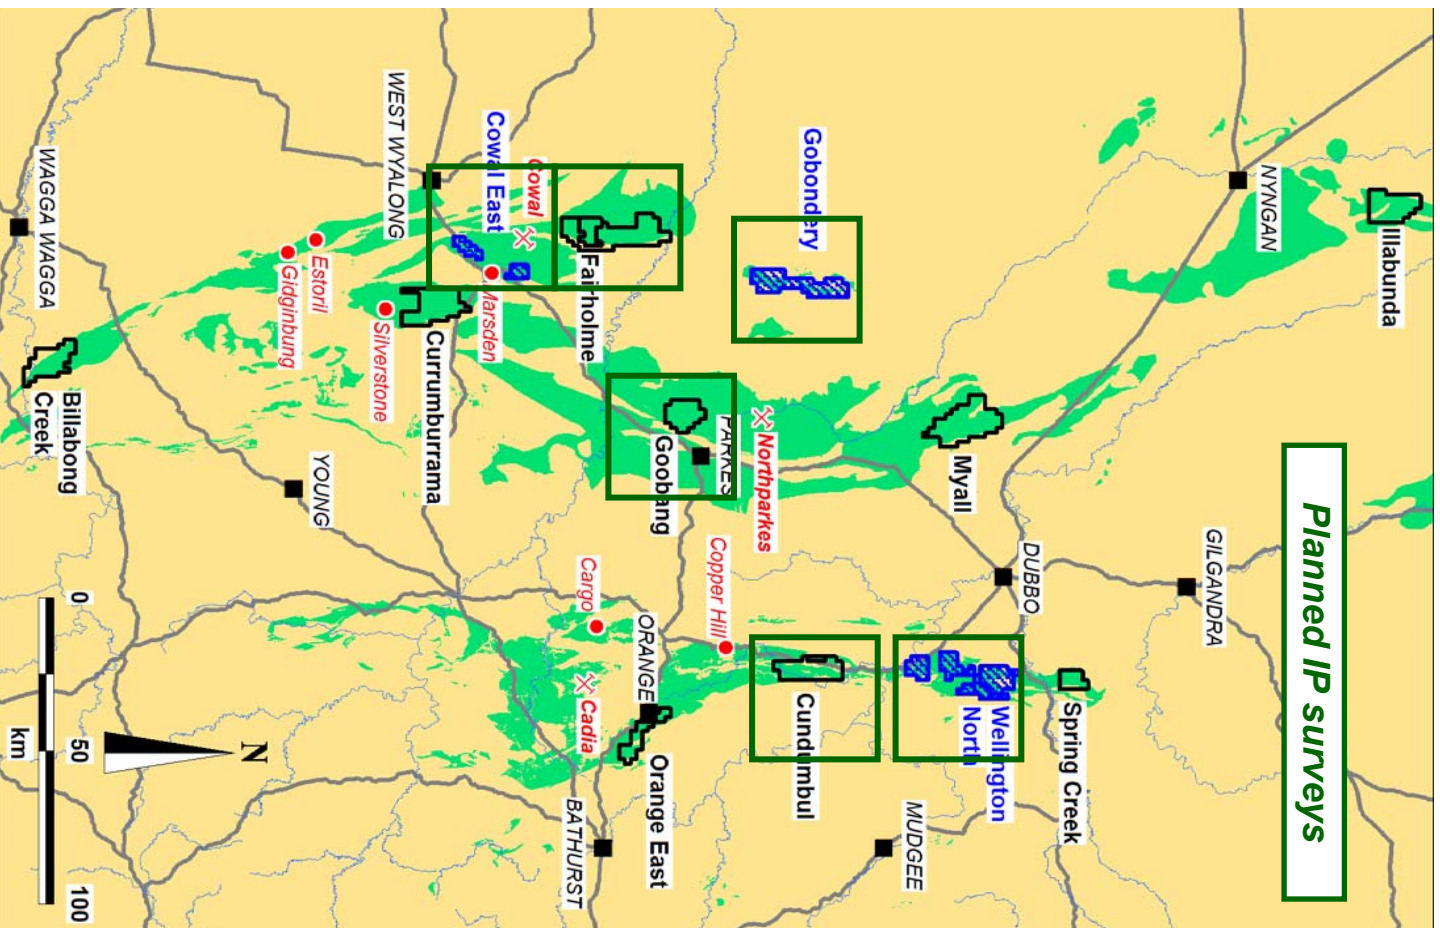 Planned IP surveys
Illabunda
NYNGAN
GILGANDRA
Spring Creek
DUBBO
Myall
Wellington
North
MUDGEE
Gobondery
Cundumbul
Northparkes
PARKES
Copper Hill
Goobang
Orange East
ORANGE
Fairholme
Cargo
Cadia
BATHURST
Cowal
Cowal East
Marsden
WEST WYALONG
Currumburrama
Silverstone
Estoril
Gidginbung
YOUNG
WAGGA WAGGA
Billabong
Creek
N
0
50
100
km